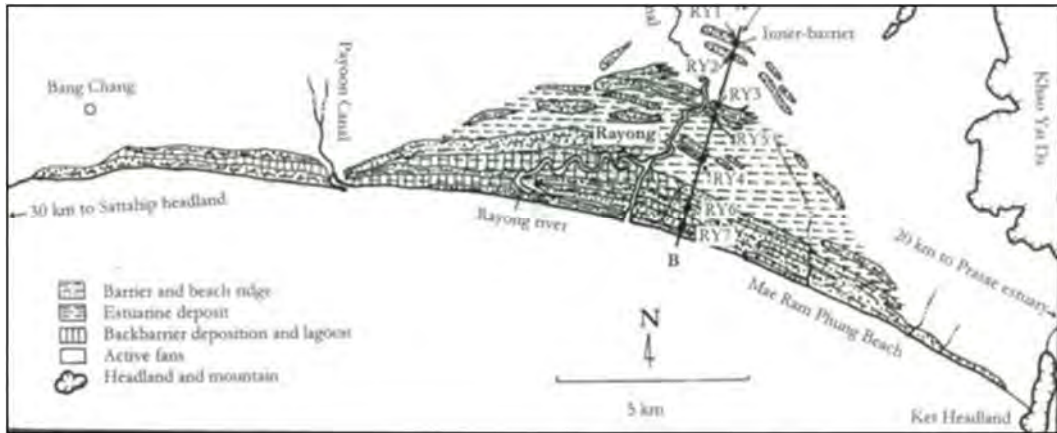 RY1
Inner-barrier
RY2
Bang Chang
Payoon Canal
RY3
Khao Yai Da
Rayong
RY5
RY4
30 km to Sattahip headland
Rayong river
RY6
RY7
B
20 km to Prasae estuary
Mae Ram Phung Beach
Barrier and beach ridge
Estuarine deposit
Backbarrier deposition and lagoon
Active fans
Headland and mountain
N
5 km
Ket Headland